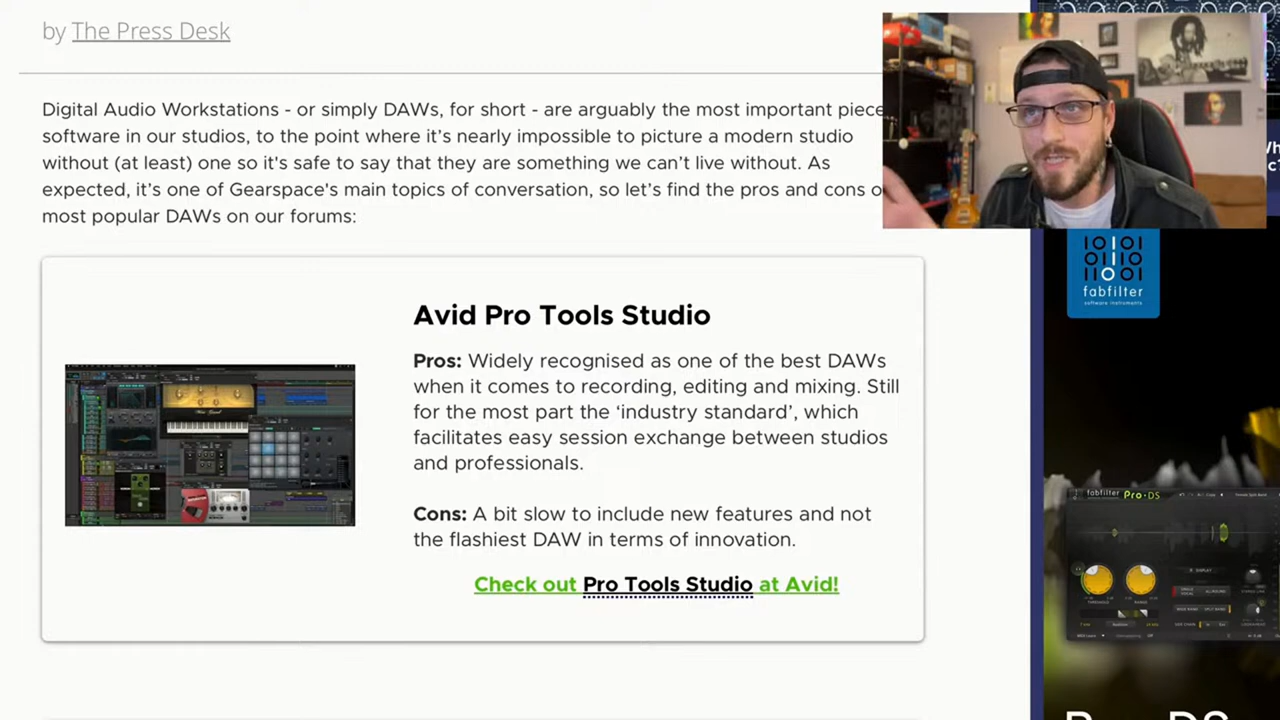 by The Press Desk
Digital Audio Workstations - or simply DAWs, for short - are arguably the most important piece
software in our studios, to the point where it's nearly impossible to picture a modern studio
without (at least) one so it's safe to say that they are something we can't live without. As
expected, it's one of Gearspace's main topics of conversation, so let's find the pros and cons o
most popular DAWs on our forums:
Avid Pro Tools Studio
Pros: Widely recognised as one of the best DAWs
when it comes to recording, editing and mixing. Still
for the most part the ‘industry standard’, which
facilitates easy session exchange between studios
and professionals.
Cons: A bit slow to include new features and not
the flashiest DAW in terms of innovation.
Check out Pro Tools Studio at Avid!
fabfilter
software instruments
fabfilter Pro·DS
THRESHOLD
RANGE